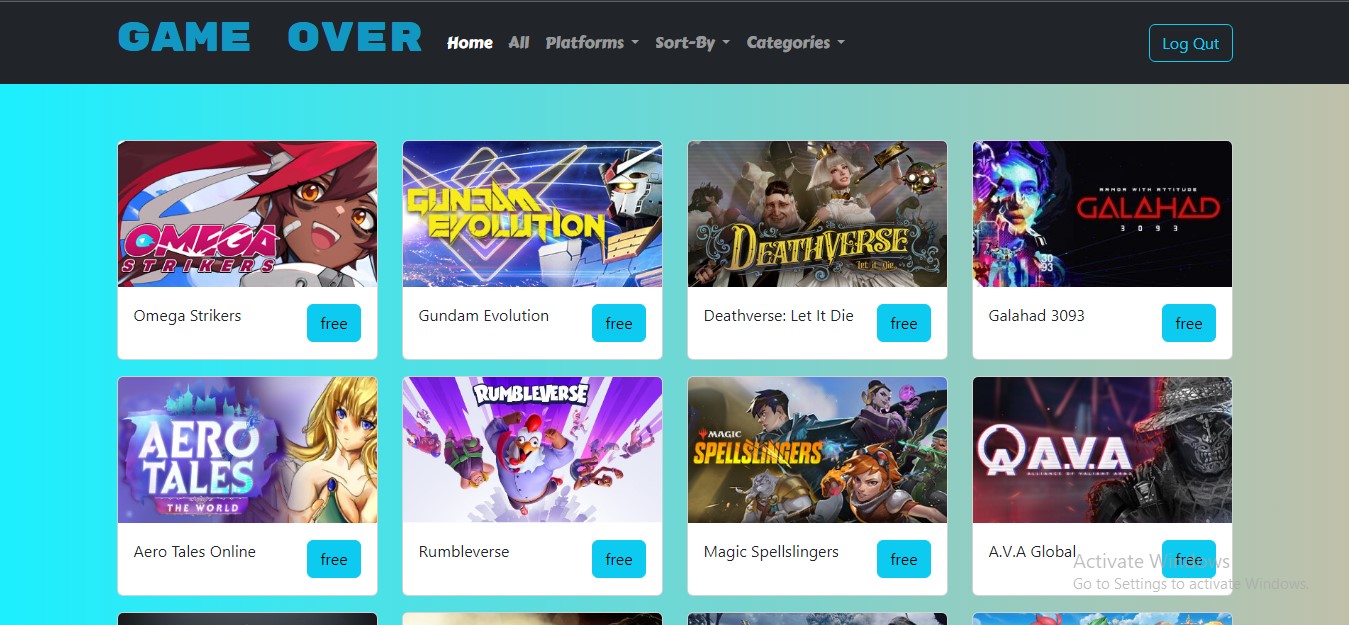 GAME OVER
Home All Platforms Sort-By Categories
Log Qut
OMEGA
STRIKERS
GUNDAM
EVOLUTION
DEATHVERSE
let it Die
ARMOR WITH ATTITUDE
GALAHAD
3093
30
93
Omega Strikers
free
Gundam Evolution
free
Deathverse: Let It Die
free
Galahad 3093
free
AERO
TALES
THE WORLD
RUMBLEVERSE
MAGIC
SPELLSLINGERS
A.V.A
ALLIANCE OF VALIANT ARMS
Aero Tales Online
free
Rumbleverse
free
Magic Spellslingers
free
A.V.A Global
free
Activate Windows
Go to Settings to activate Windows.